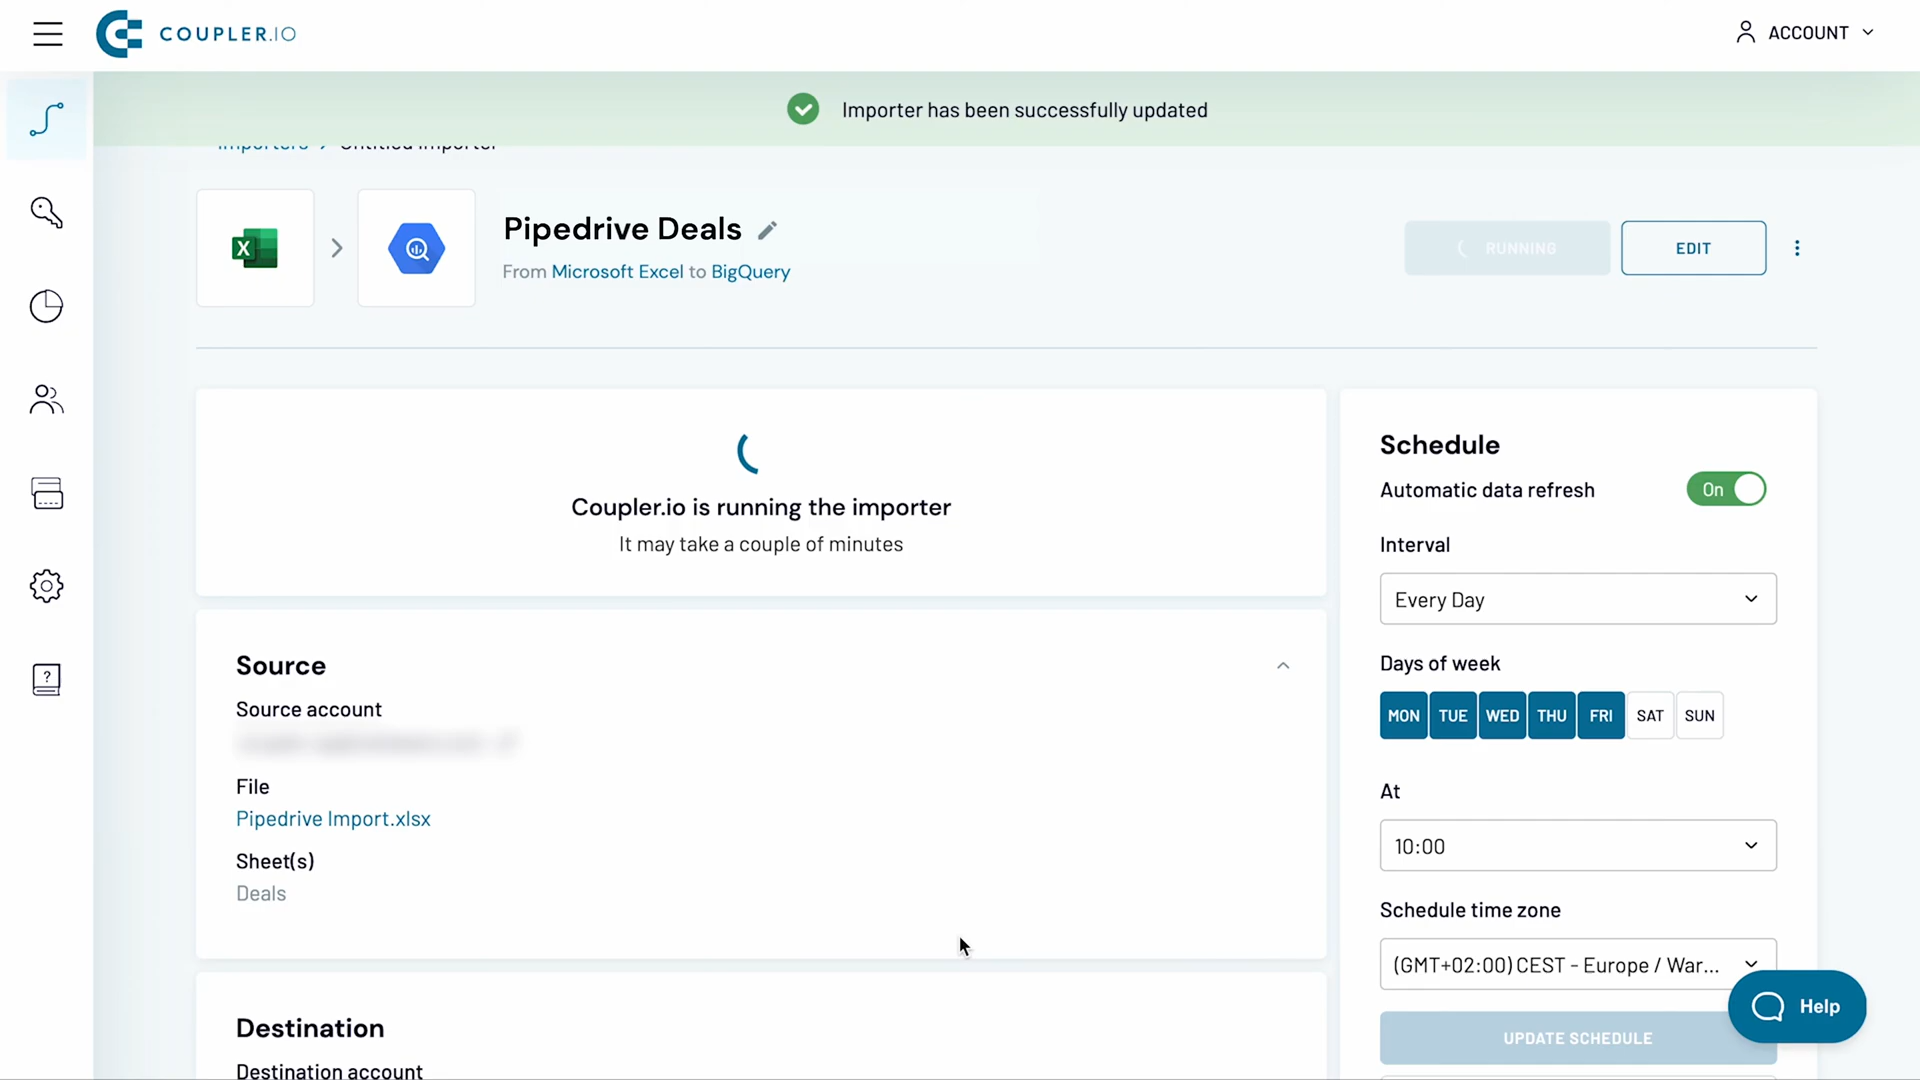 COUPLER.IO
ACCOUNT
Importer has been successfully updated
Importers > Untitled importer
Pipedrive Deals
From Microsoft Excel to BigQuery
RUNNING
EDIT
Coupler.io is running the importer
It may take a couple of minutes
Source
Source account
File
Pipedrive Import.xlsx
Sheet(s)
Deals
Destination
Destination account
Schedule
Automatic data refresh
On
Interval
Every Day
Days of week
MON TUE WED THU FRI SAT SUN
At
10:00
Schedule time zone
(GMT+02:00) CEST - Europe / War...
UPDATE SCHEDULE
Help